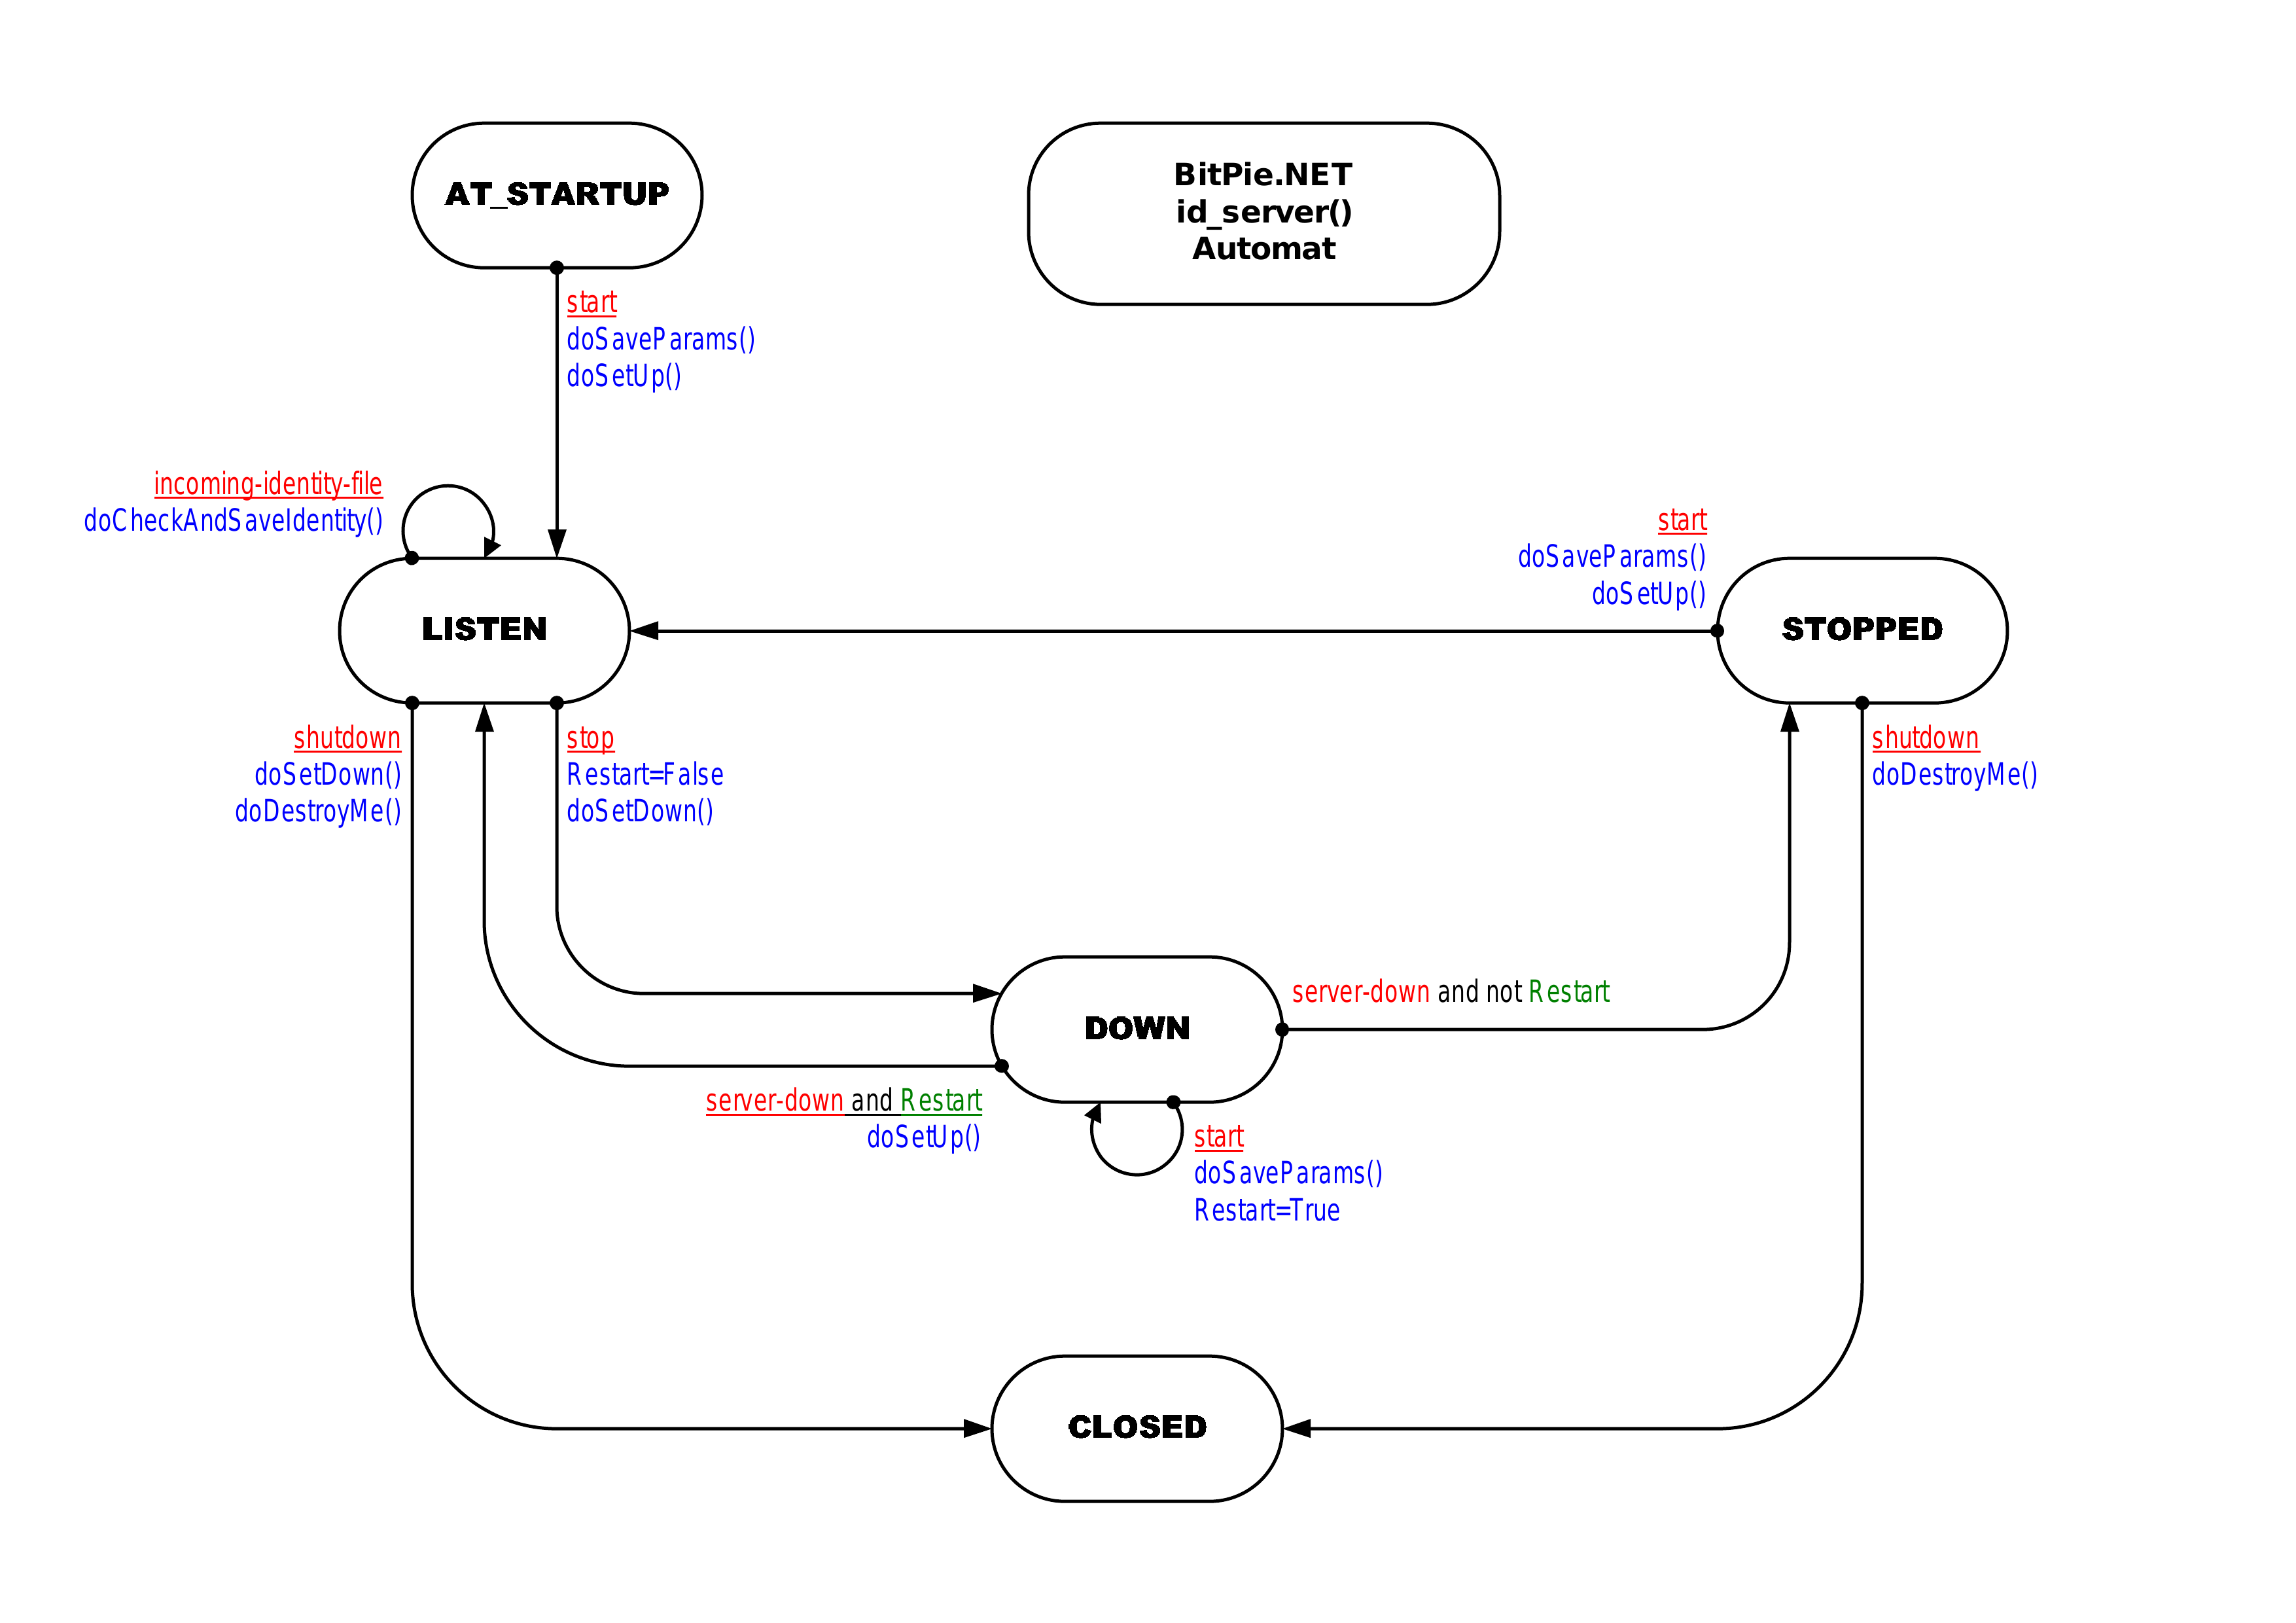 AT_STARTUP
BitPie.NET
id_server()
Automat
start
doSaveParams()
doSetUp()
incoming-identity-file
doCheckAndSaveIdentity()
start
doSaveParams()
doSetUp()
LISTEN
STOPPED
shutdown
doSetDown()
doDestroyMe()
stop
Restart=False
doSetDown()
shutdown
doDestroyMe()
server-down and not Restart
DOWN
server-down and Restart
doSetUp()
start
doSaveParams()
Restart=True
CLOSED